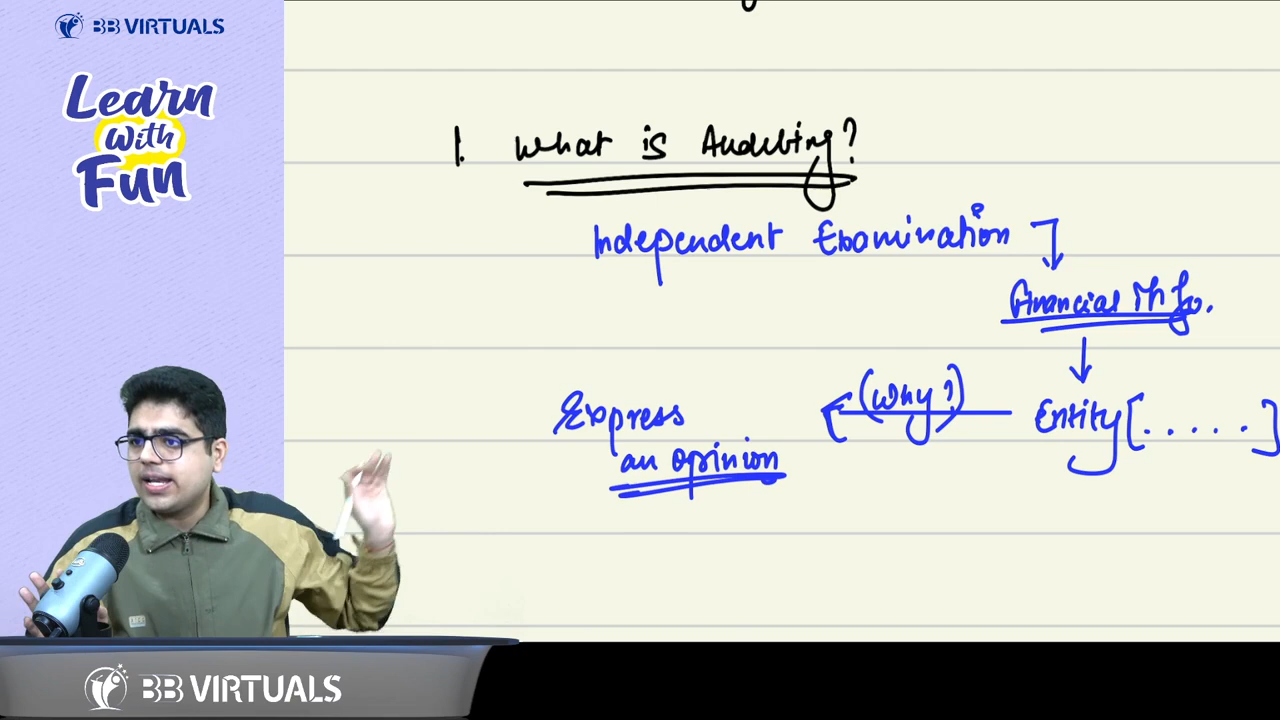 BB VIRTUALS
Learn
With
Fun
1. What is Auditing?
Independent Examination
Financial Info.
Express
an opinion
(Why?)
Entity [.....]
BB VIRTUALS